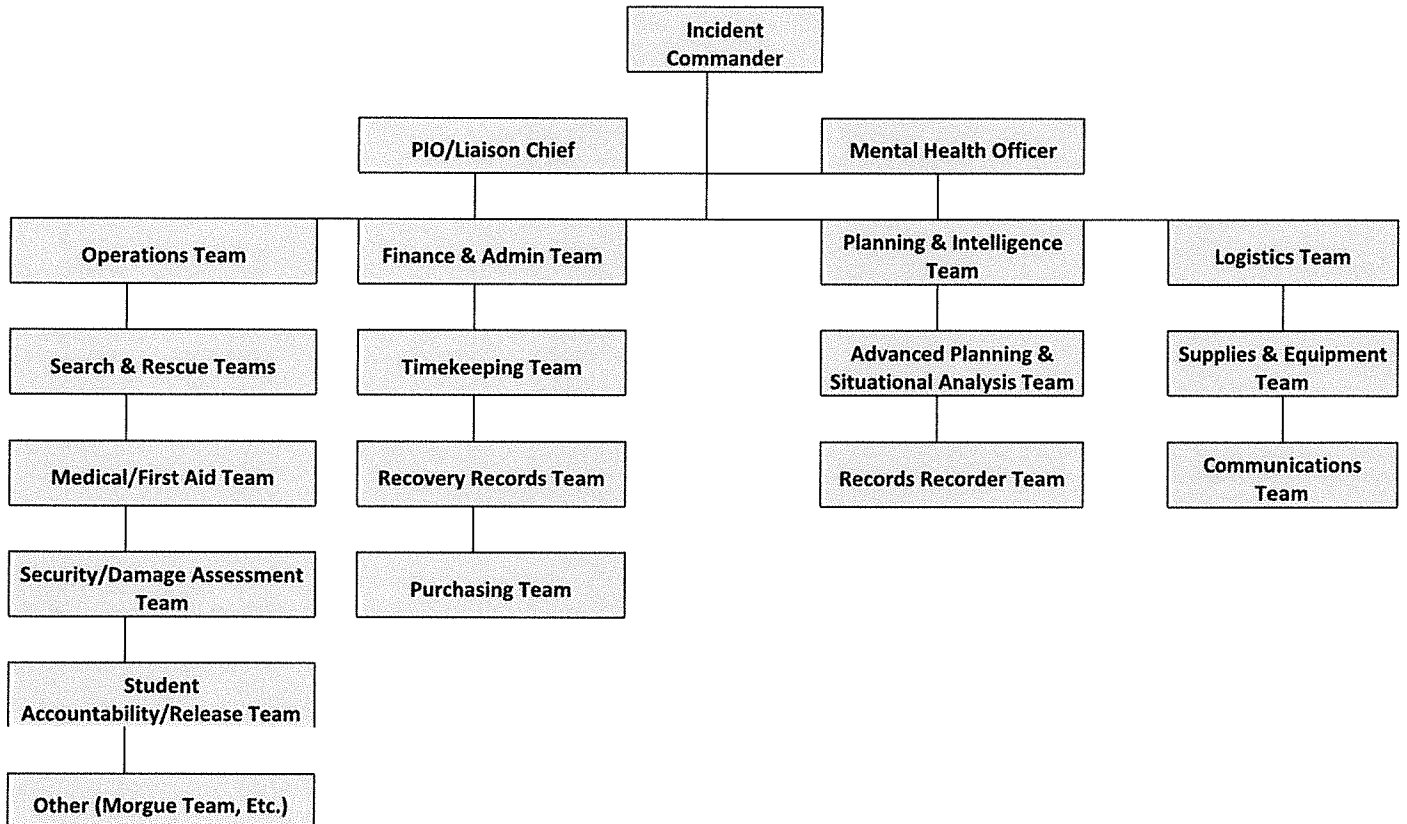 Incident
Commander
PIO/Liaison Chief
Mental Health Officer
Operations Team
Finance & Admin Team
Planning & Intelligence
Team
Logistics Team
Search & Rescue Teams
Timekeeping Team
Advanced Planning &
Situational Analysis Team
Supplies & Equipment
Team
Medical/First Aid Team
Recovery Records Team
Records Recorder Team
Communications
Team
Security/Damage Assessment
Team
Purchasing Team
Student
Accountability/Release Team
Other (Morgue Team, Etc.)